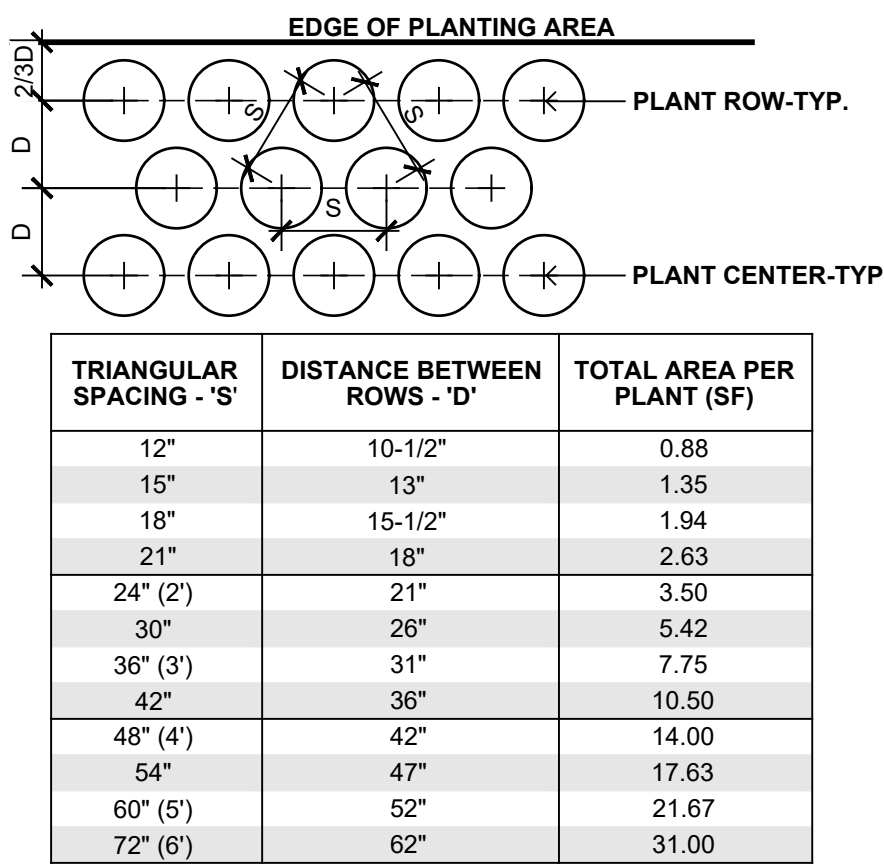 EDGE OF PLANTING AREA
2/3D
PLANT ROW-TYP.
S
S
D
S
D
PLANT CENTER-TYP
TRIANGULAR SPACING - 'S' DISTANCE BETWEEN ROWS - 'D' TOTAL AREA PER PLANT (SF)
12" 10-1/2" 0.88
15" 13" 1.35
18" 15-1/2" 1.94
21" 18" 2.63
24" (2') 21" 3.50
30" 26" 5.42
36" (3') 31" 7.75
42" 36" 10.50
48" (4') 42" 14.00
54" 47" 17.63
60" (5') 52" 21.67
72" (6') 62" 31.00